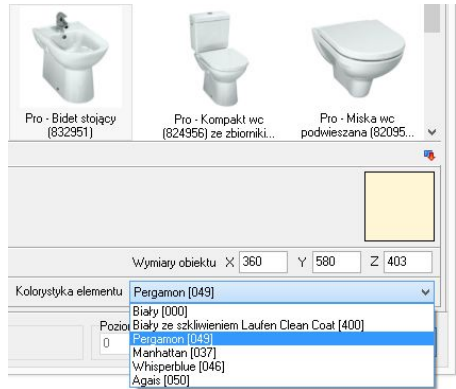 Pro - Bidet stojący
(832951)
Pro - Kompakt wc
(824956) ze zbiorniki...
Pro - Miska wc
podwieszana (82095...
Wymiary obiektu X 360 Y 580 Z 403
Kolorystyka elementu Pergamon [049]
Biały [000]
Pozio Biały ze szkliwieniem Laufen Clean Coat [400]
0 Pergamon [049]
Manhattan [037]
Whisperblue [046]
Agais [050]